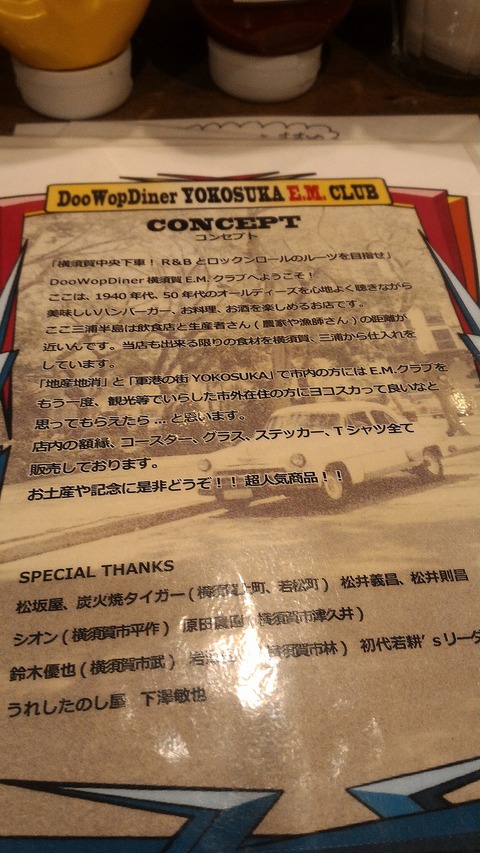 DooWopDiner YOKOSUKA E.M. CLUB
CONCEPT
コンセプト
「横須賀中央下車！ R&Bとロックンロールのルーツを目指せ」
DooWopDiner 横須賀 E.M. クラブへようこそ！
ここは、1940 年代、50 年代のオールディーズを心地よく聴きながら
美味しいハンバーガー、お料理、お酒を楽しめるお店です。
ここ三浦半島は飲食店と生産者さん ( 農家や漁師さん ) の距離が
近いんです。当店も出来る限りの食材を横須賀、三浦から仕入れを
しています。
「地産地消」と「軍港の街 YOKOSUKA」で市内の方には E.M.クラブを
もう一度、観光等でいらした市外在住の方にヨコスカって良いなと
思ってもらえたら ... と思います。
店内の額縁、コースター、グラス、ステッカー、T シャツ全て
販売しております。
お土産や記念に是非どうぞ！！ 超人気商品！！
SPECIAL THANKS
松坂屋、炭火焼タイガー ( 横須賀上町、若松町 ) 松井義昌、松井則昌
シオン ( 横須賀市平作 ) 原田農園 横須賀市津久井 )
鈴木優也 ( 横須賀市武 ) 横須賀市林 ) 初代若耕’sリーダ
うれしたのし屋 下澤敏也